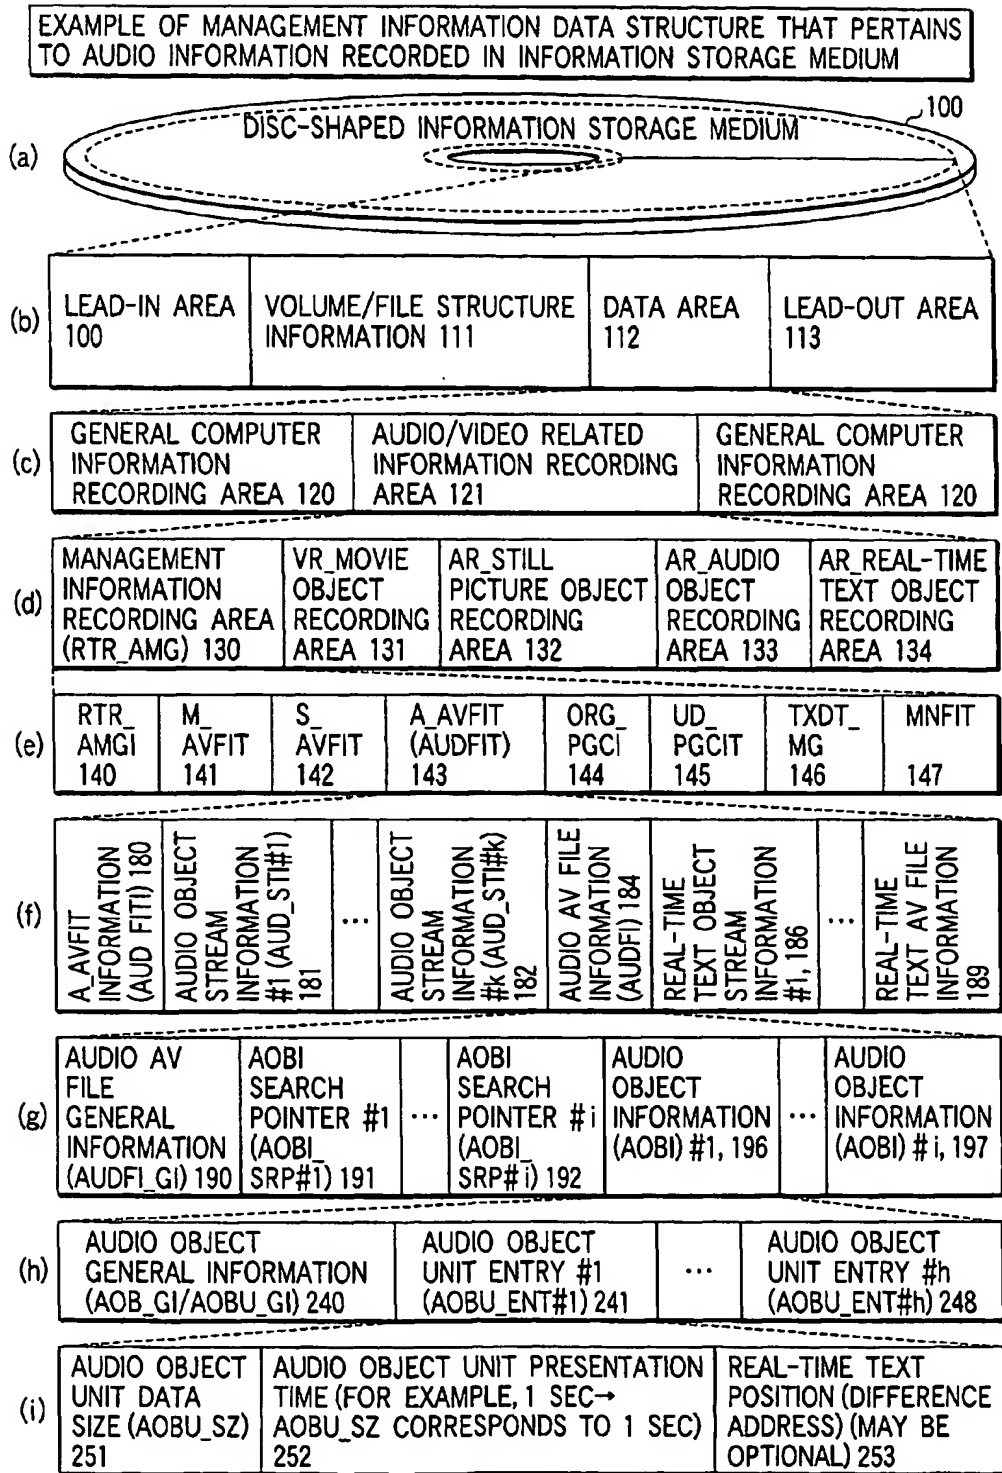 EXAMPLE OF MANAGEMENT INFORMATION DATA STRUCTURE THAT PERTAINS
TO AUDIO INFORMATION RECORDED IN INFORMATION STORAGE MEDIUM
100
(a)
DISC-SHAPED INFORMATION STORAGE MEDIUM
(b)
LEAD-IN AREA
100
VOLUME/FILE STRUCTURE
INFORMATION 111
DATA AREA
112
LEAD-OUT AREA
113
(c)
GENERAL COMPUTER
INFORMATION
RECORDING AREA 120
AUDIO/VIDEO RELATED
INFORMATION RECORDING
AREA 121
GENERAL COMPUTER
INFORMATION
RECORDING AREA 120
(d)
MANAGEMENT
INFORMATION
RECORDING AREA
(RTR_AMG) 130
VR_MOVIE
OBJECT
RECORDING
AREA 131
AR_STILL
PICTURE OBJECT
RECORDING
AREA 132
AR_AUDIO
OBJECT
RECORDING
AREA 133
AR_REAL-TIME
TEXT OBJECT
RECORDING
AREA 134
(e)
RTR_
AMGI
140
M_
AVFIT
141
S_
AVFIT
142
A_AVFIT
(AUDFIT)
143
ORG_
PGCI
144
UD_
PGCIT
145
TXDT_
MG
146
MNFIT
147
(f)
A_AVFIT
INFORMATION
(AUD FITI) 180
AUDIO OBJECT
STREAM
INFORMATION
#1 (AUD_STI#1)
181
...
AUDIO OBJECT
STREAM
INFORMATION
#k (AUD_STI#k)
182
AUDIO AV FILE
INFORMATION
(AUDFI) 184
REAL-TIME
TEXT OBJECT
STREAM
INFORMATION
#1, 186
...
REAL-TIME
TEXT AV FILE
INFORMATION
189
(g)
AUDIO AV
FILE
GENERAL
INFORMATION
(AUDFI_GI) 190
AOBI
SEARCH
POINTER #1
(AOBI_
SRP#1) 191
...
AOBI
SEARCH
POINTER #i
(AOBI_
SRP#i) 192
AUDIO
OBJECT
INFORMATION
(AOBI) #1, 196
...
AUDIO
OBJECT
INFORMATION
(AOBI) #i, 197
(h)
AUDIO OBJECT
GENERAL INFORMATION
(AOB_GI/AOBU_GI) 240
AUDIO OBJECT
UNIT ENTRY #1
(AOBU_ENT#1) 241
...
AUDIO OBJECT
UNIT ENTRY #h
(AOBU_ENT#h) 248
(i)
AUDIO OBJECT
UNIT DATA
SIZE (AOBU_SZ)
251
AUDIO OBJECT UNIT PRESENTATION
TIME (FOR EXAMPLE, 1 SEC→
AOBU_SZ CORRESPONDS TO 1 SEC)
252
REAL-TIME TEXT
POSITION (DIFFERENCE
ADDRESS) (MAY BE
OPTIONAL) 253